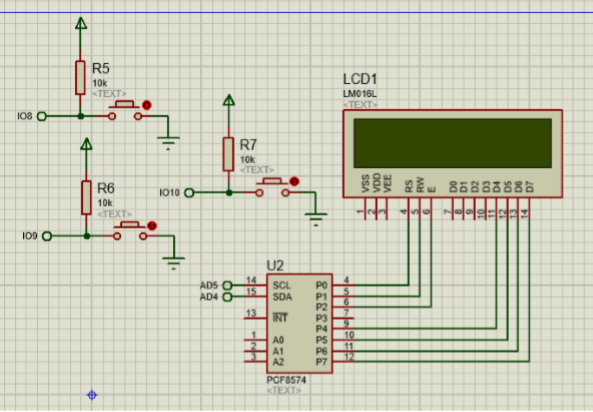 R5
10k
<TEXT>
IO8
R6
10k
<TEXT>
IO9
R7
10k
<TEXT>
IO10
LCD1
LM016L
<TEXT>
VSS VDD VEE RS RW E D0 D1 D2 D3 D4 D5 D6 D7
1 2 3 4 5 6 7 8 9 10 11 12 13 14
U2
AD5 14 SCL P0 4
AD4 15 SDA P1 5
P2 6
13 INT P3 7
P4 9
1 A0 P5 10
2 A1 P6 11
3 A2 P7 12
PCF8574
<TEXT>